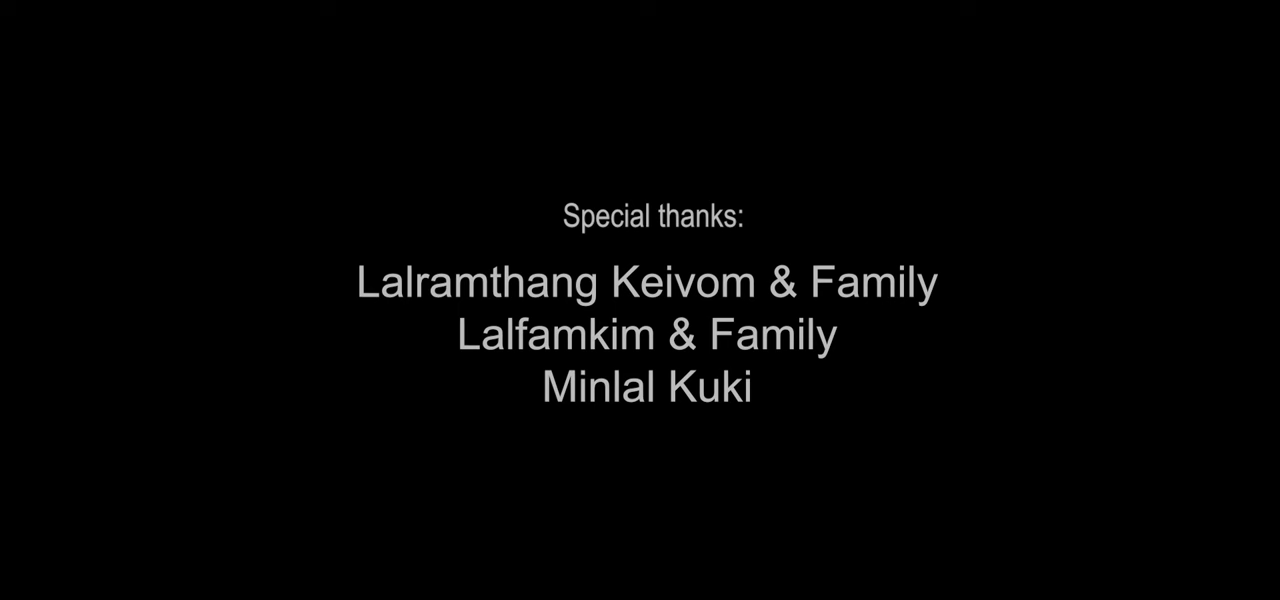 Special thanks:
Lalramthang Keivom & Family
Lalfamkim & Family
Minlal Kuki